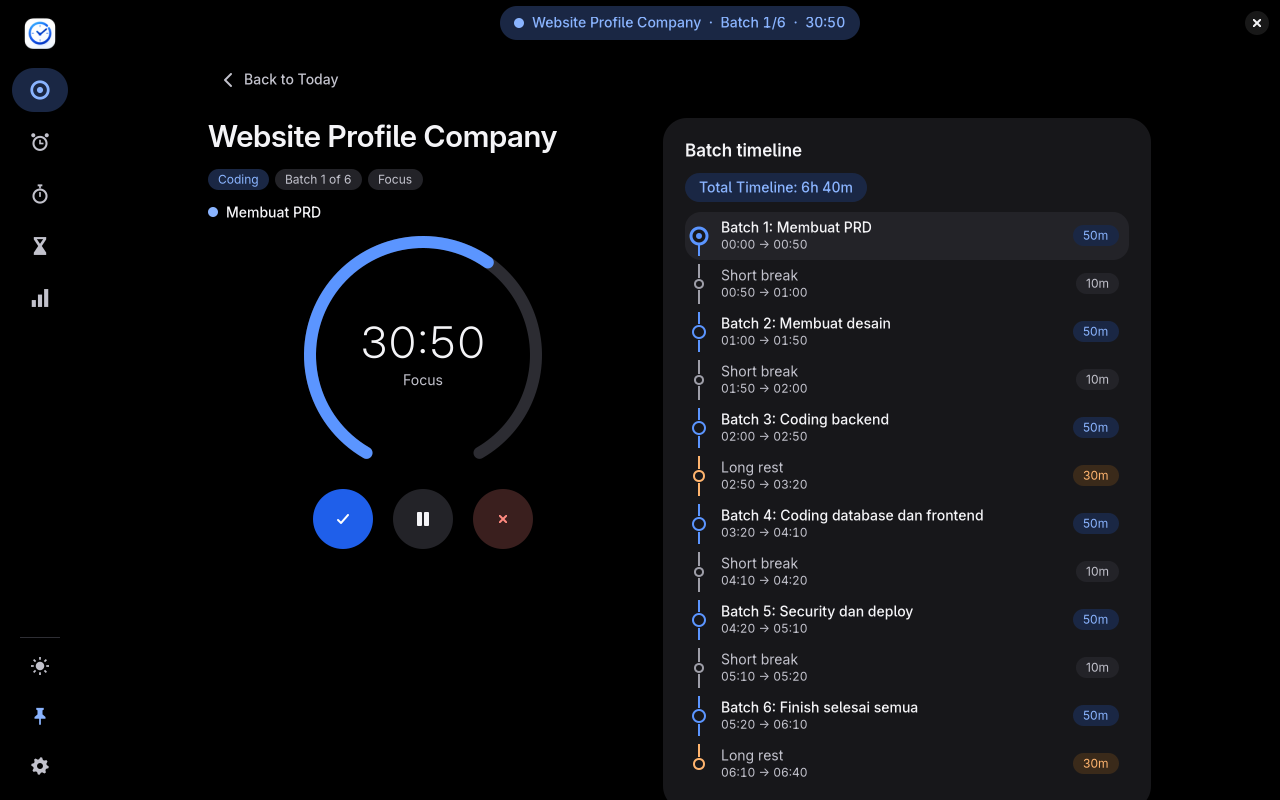 Website Profile Company · Batch 1/6 · 30:50
Back to Today
Website Profile Company
Coding
Batch 1 of 6
Focus
Membuat PRD
30:50
Focus
Batch timeline
Total Timeline: 6h 40m
Batch 1: Membuat PRD
00:00 → 00:50
50m
Short break
00:50 → 01:00
10m
Batch 2: Membuat desain
01:00 → 01:50
50m
Short break
01:50 → 02:00
10m
Batch 3: Coding backend
02:00 → 02:50
50m
Long rest
02:50 → 03:20
30m
Batch 4: Coding database dan frontend
03:20 → 04:10
50m
Short break
04:10 → 04:20
10m
Batch 5: Security dan deploy
04:20 → 05:10
50m
Short break
05:10 → 05:20
10m
Batch 6: Finish selesai semua
05:20 → 06:10
50m
Long rest
06:10 → 06:40
30m